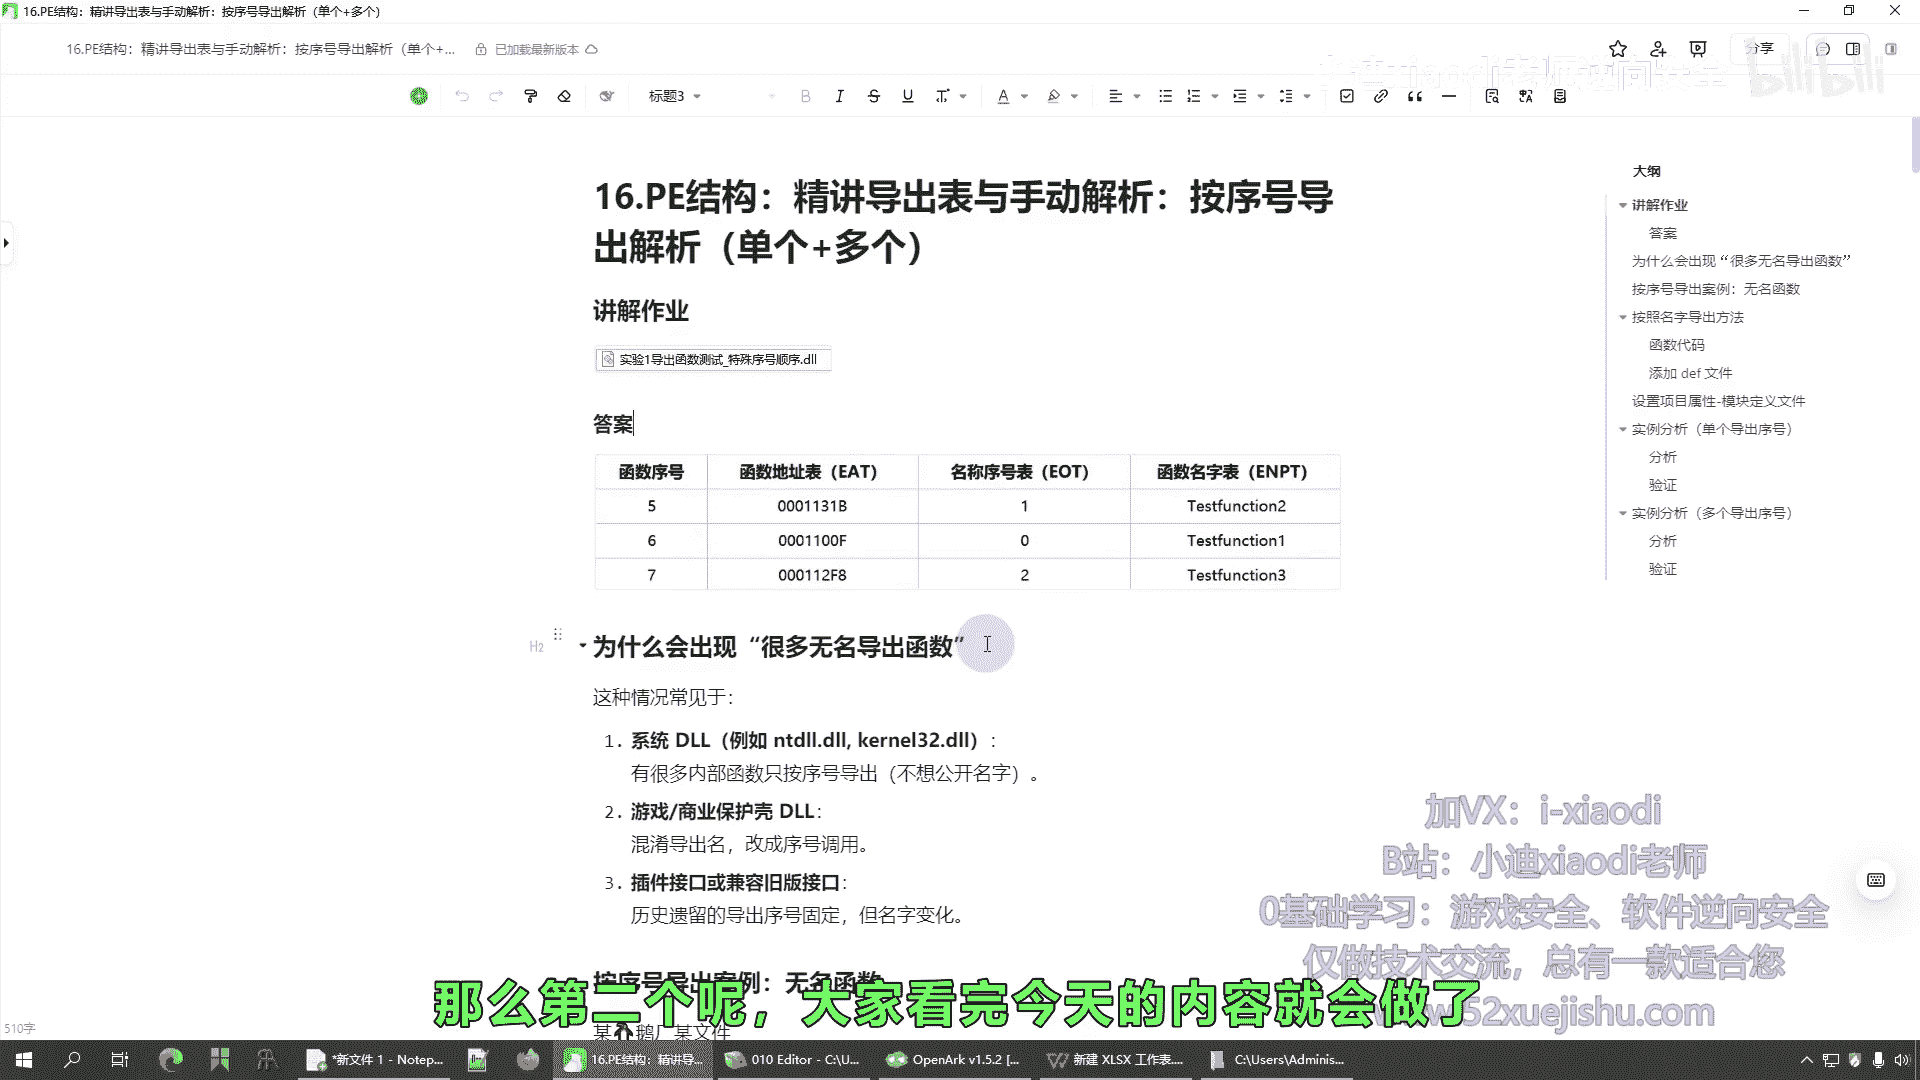 16.PE结构：精讲导出表与手动解析：按序号导出解析（单个+多个）
16.PE结构：精讲导出表与手动解析：按序号导出解析（单个+...
已加载最新版本
分享
bilibili
标题3
16.PE结构：精讲导出表与手动解析：按序号导
出解析（单个+多个）
讲解作业
实验1导出函数测试_特殊序号顺序.dll
答案
函数序号 函数地址表（EAT） 名称序号表（EOT） 函数名字表（ENPT）
5 0001131B 1 Testfunction2
6 0001100F 0 Testfunction1
7 000112F8 2 Testfunction3
H2
为什么会出现“很多无名导出函数”
这种情况常见于：
1. 系统 DLL（例如 ntdll.dll, kernel32.dll）：
有很多内部函数只按序号导出（不想公开名字）。
2. 游戏/商业保护壳 DLL：
混淆导出名，改成序号调用。
3. 插件接口或兼容旧版接口：
历史遗留的导出序号固定，但名字变化。
按序号导出案例：无名函数
大纲
讲解作业
答案
为什么会出现“很多无名导出函数”
按序号导出案例：无名函数
按照名字导出方法
函数代码
添加 def 文件
设置项目属性-模块定义文件
实例分析（单个导出序号）
分析
验证
实例分析（多个导出序号）
分析
验证
加VX：i-xiaodi
B站：小迪xiaodi老师
0基础学习：游戏安全、软件逆向安全
仅做技术交流，总有一款适合您
www.52xuejishu.com
那么第二个呢，大家看完今天的内容就会做了
510字
*新文件 1 - Notep...
16.PE结构：精讲导...
010 Editor - C:\U...
OpenArk v1.5.2 [...
新建 XLSX 工作表....
C:\Users\Adminis...